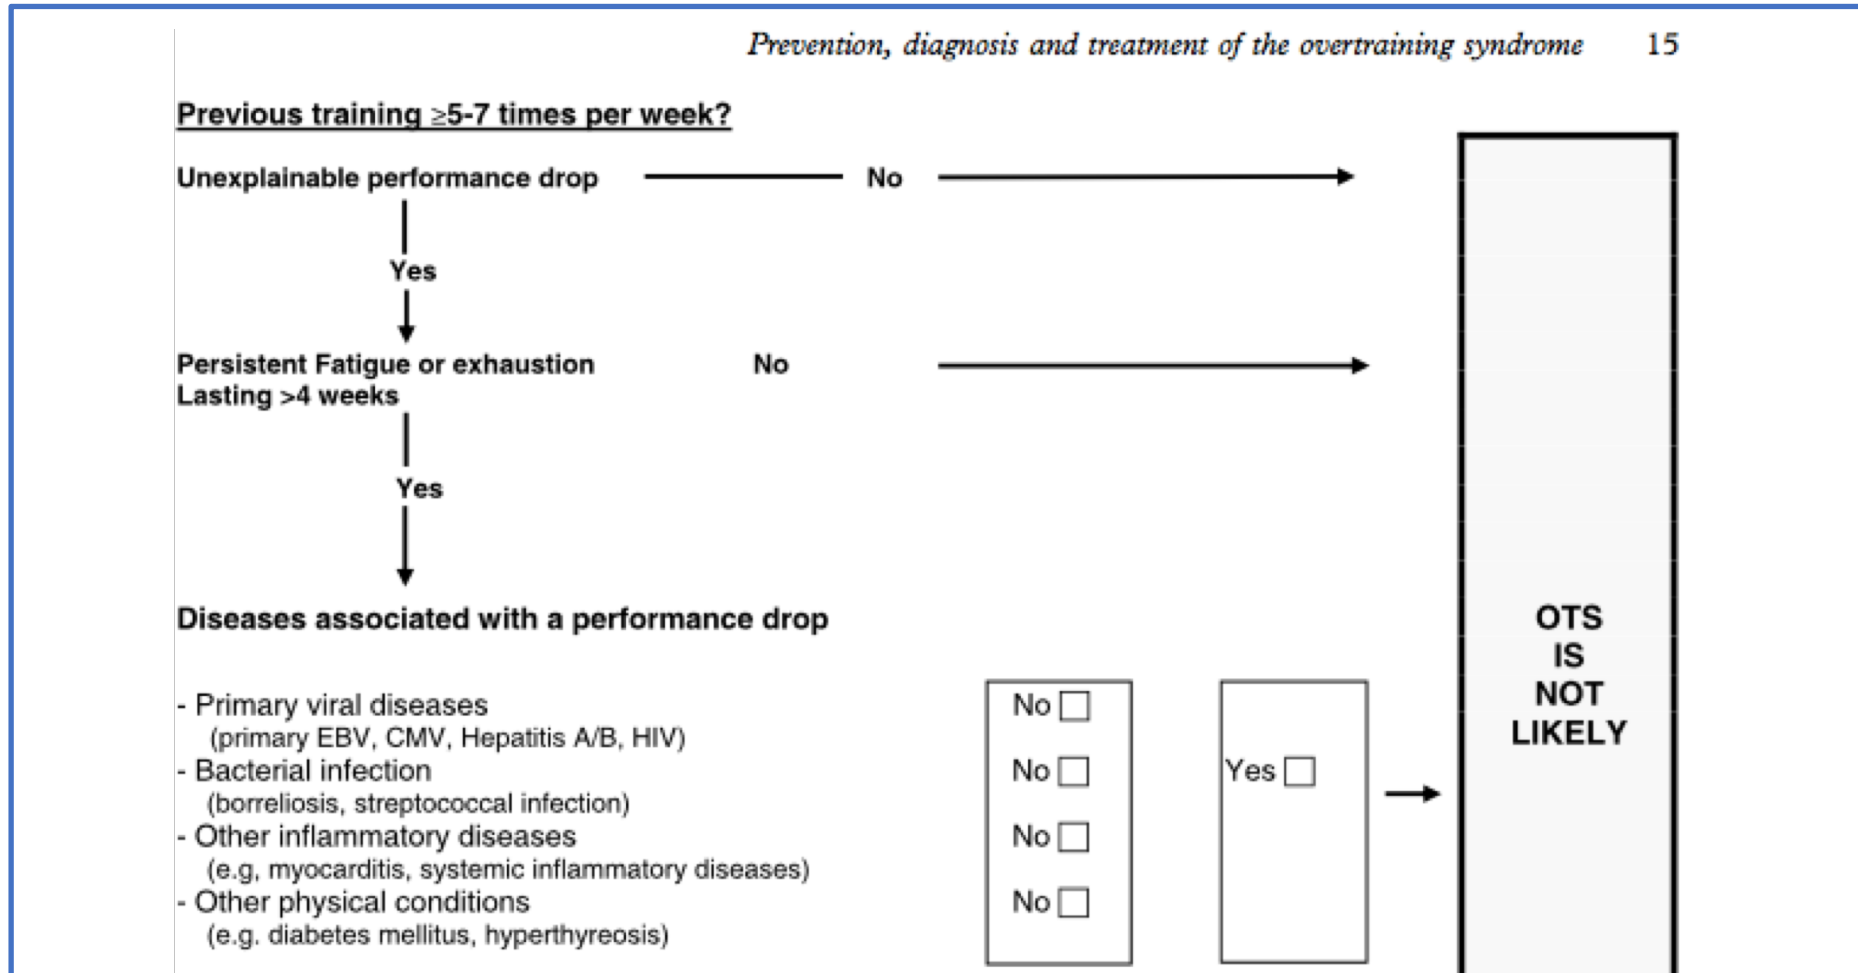 Prevention, diagnosis and treatment of the overtraining syndrome 15
Previous training ≥5-7 times per week?
Unexplainable performance drop No
Yes
Persistent Fatigue or exhaustion No
Lasting >4 weeks
Yes
Diseases associated with a performance drop
OTS
IS
NOT
LIKELY
- Primary viral diseases No
(primary EBV, CMV, Hepatitis A/B, HIV)
- Bacterial infection No Yes
(borreliosis, streptococcal infection)
- Other inflammatory diseases No
(e.g, myocarditis, systemic inflammatory diseases)
- Other physical conditions No
(e.g. diabetes mellitus, hyperthyreosis)